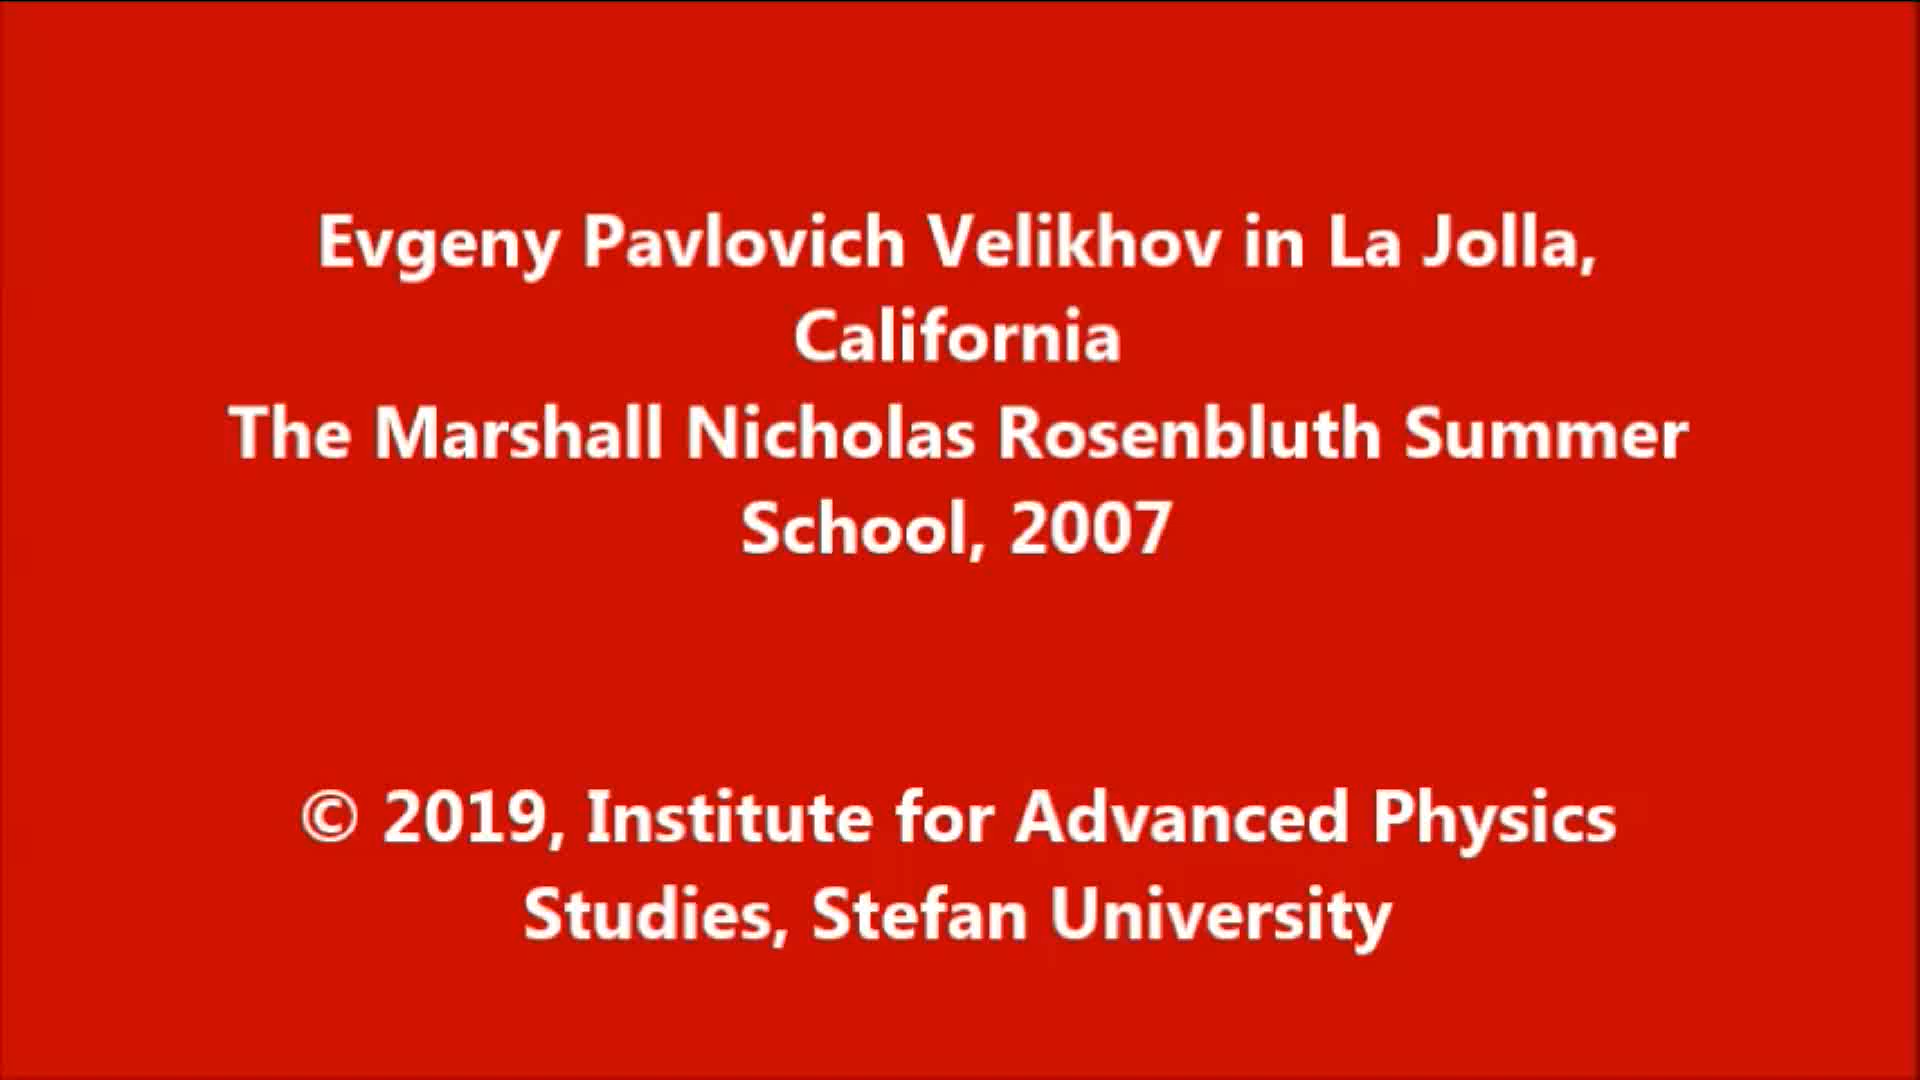 Evgeny Pavlovich Velikhov in La Jolla,
California
The Marshall Nicholas Rosenbluth Summer
School, 2007
© 2019, Institute for Advanced Physics
Studies, Stefan University